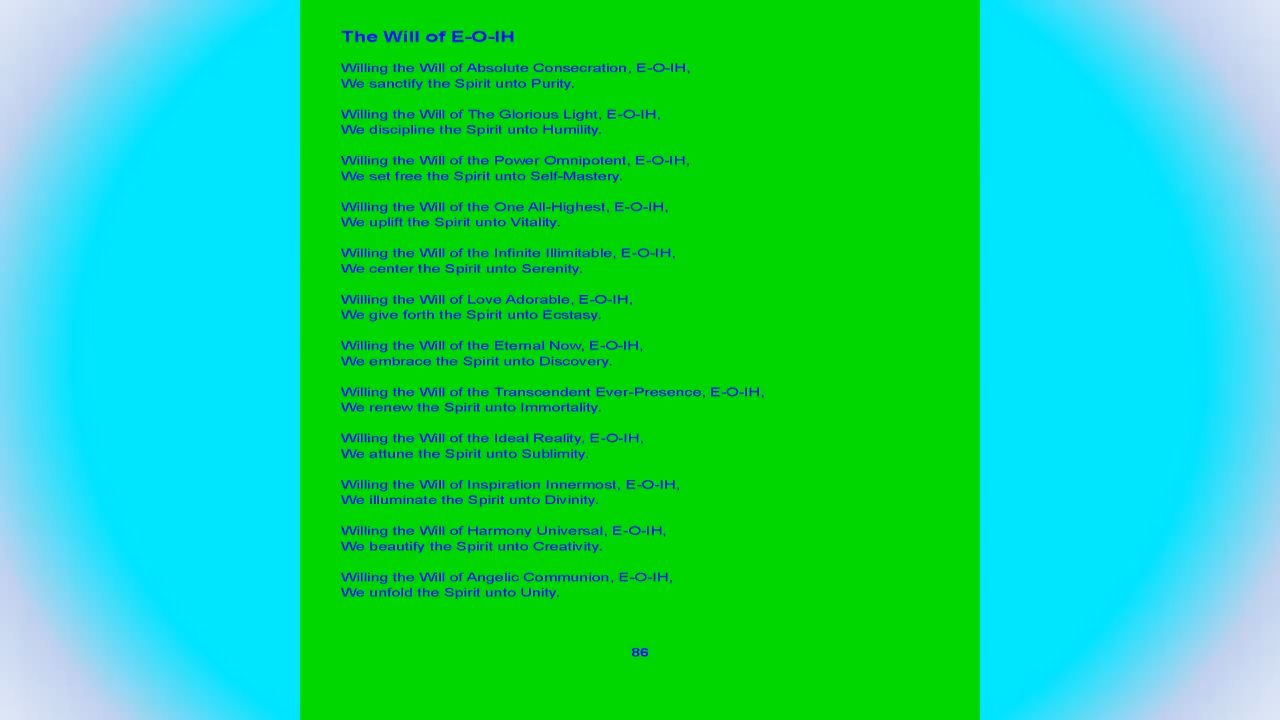 The Will of E-O-IH
Willing the Will of Absolute Consecration, E-O-IH,
We sanctify the Spirit unto Purity.
Willing the Will of The Glorious Light, E-O-IH,
We discipline the Spirit unto Humility.
Willing the Will of the Power Omnipotent, E-O-IH,
We set free the Spirit unto Self-Mastery.
Willing the Will of the One All-Highest, E-O-IH,
We uplift the Spirit unto Vitality.
Willing the Will of the Infinite Illimitable, E-O-IH,
We center the Spirit unto Serenity.
Willing the Will of Love Adorable, E-O-IH,
We give forth the Spirit unto Ecstasy.
Willing the Will of the Eternal Now, E-O-IH,
We embrace the Spirit unto Discovery.
Willing the Will of the Transcendent Ever-Presence, E-O-IH,
We renew the Spirit unto Immortality.
Willing the Will of the Ideal Reality, E-O-IH,
We attune the Spirit unto Sublimity.
Willing the Will of Inspiration Innermost, E-O-IH,
We illuminate the Spirit unto Divinity.
Willing the Will of Harmony Universal, E-O-IH,
We beautify the Spirit unto Creativity.
Willing the Will of Angelic Communion, E-O-IH,
We unfold the Spirit unto Unity.
86